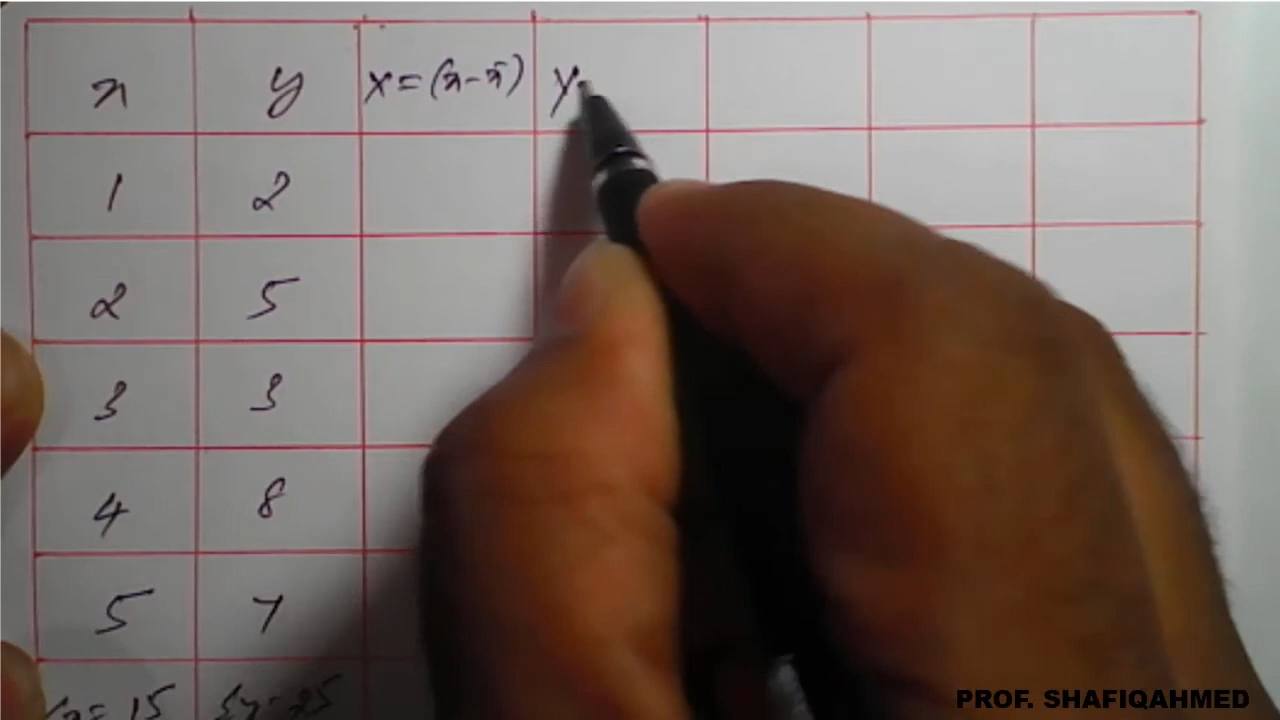 x y X=(x-x̄) Y
1 2
2 5
3 3
4 8
5 7
Σx=15 Σy=25
PROF. SHAFIQAHMED